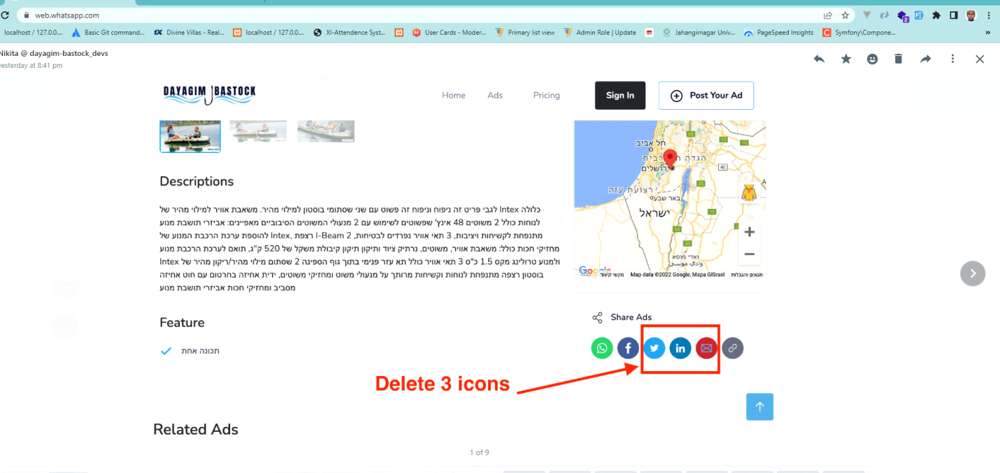 web.whatsapp.com
localhost / 127.0.0....
Basic Git command...
Divine Villas - Real...
localhost / 127.0.0....
XI-Attendence Syst...
User Cards - Moder...
Primary list view
Admin Role | Update
Jahangirnagar Univ...
PageSpeed Insights
Symfony\Compone...
»
Nikita @ dayagim-bastock_devs
yesterday at 8:41 pm
DAYAGIM BASTOCK
Home
Ads
Pricing
Sign In
Post Your Ad
תל אביב
הגדה
ירושלים
רצועת עזה
באר שבע
ישראל
ואדי מוסא
وادي موسى
40
Google
מקשי קיצור
Map data ©2022 Google, Mapa GISrael
תנאים והגבלות
Descriptions
כלולה Intex לגבי פריט זה ניפוח וניפוח זה פשוט עם שני שסתומי בוסטון למילוי מהיר. משאבת אוויר למילוי מהיר של
לנוחות כולל 2 משוטים 48 אינץ' שפשוטים לשימוש עם 2 מנעולי המשוטים הסיבוביים מאפיינים: אביזרי תושבת מנוע
מתנפחת לקשיחות ויציבות, 3 תאי אוויר נפרדים לבטיחות, 2 I-Beam רצפת ,Intex להוספת ערכת הרכבת המנוע של
מחזיקי חכות כולל: משאבת אוויר, משוטים, נרתיק ציוד ותיקון תיקון קיבולת משקל של 520 ק"ג, תואם לערכת הרכבת מנוע
ולמנוע טרולינג מקס 1.5 כ"ס 3 תאי אוויר כולל תא עזר פנימי בתוך גוף הספינה 2 שסתום מילוי מהיר/ריקון מהיר של Intex
בוסטון רצפה מתנפחת לנוחות וקשיחות מרותך על מנעולי משוט ומחזיקי משוטים, ידית אחיזה בחרטום עם חוט אחיזה
מסביב ומחזיקי חכות אביזרי תושבת מנוע
Feature
תכונה אחת
Share Ads
Delete 3 icons
Related Ads
1 of 9